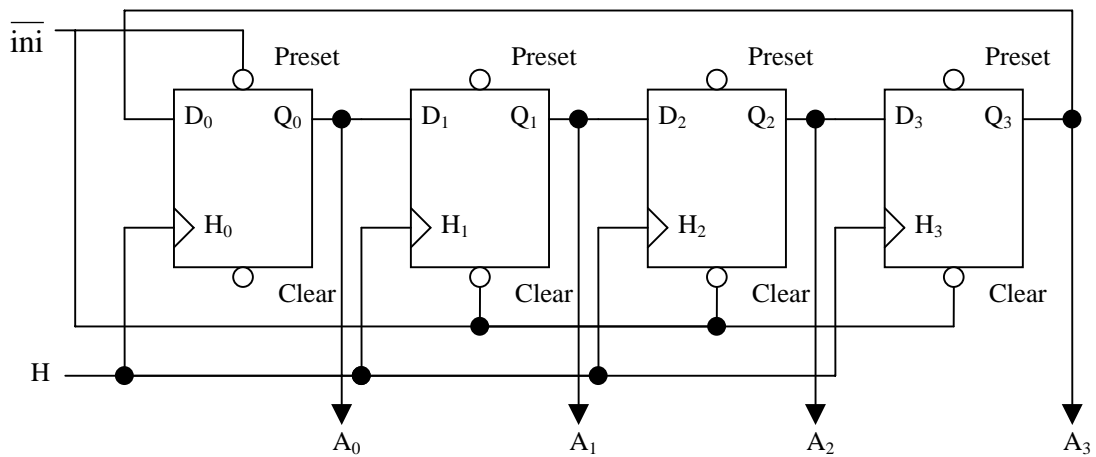 ini
Preset Preset Preset Preset
D₀ Q₀ D₁ Q₁ D₂ Q₂ D₃ Q₃
H₀ H₁ H₂ H₃
Clear Clear Clear Clear
H
A₀ A₁ A₂ A₃